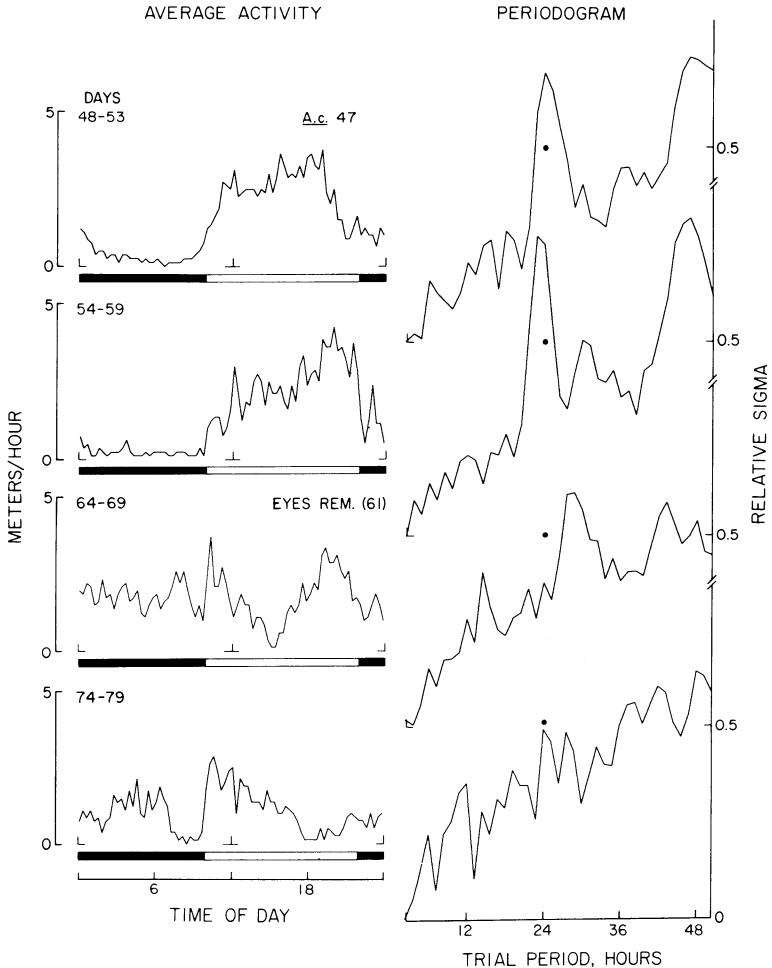 AVERAGE ACTIVITY
PERIODOGRAM
DAYS
48-53
A.c. 47
5
0
0.5
54-59
5
0
0.5
64-69
EYES REM. (61)
5
0
0.5
74-79
5
0
0.5
0
6 18
TIME OF DAY
12 24 36 48
TRIAL PERIOD, HOURS
METERS/HOUR
RELATIVE SIGMA